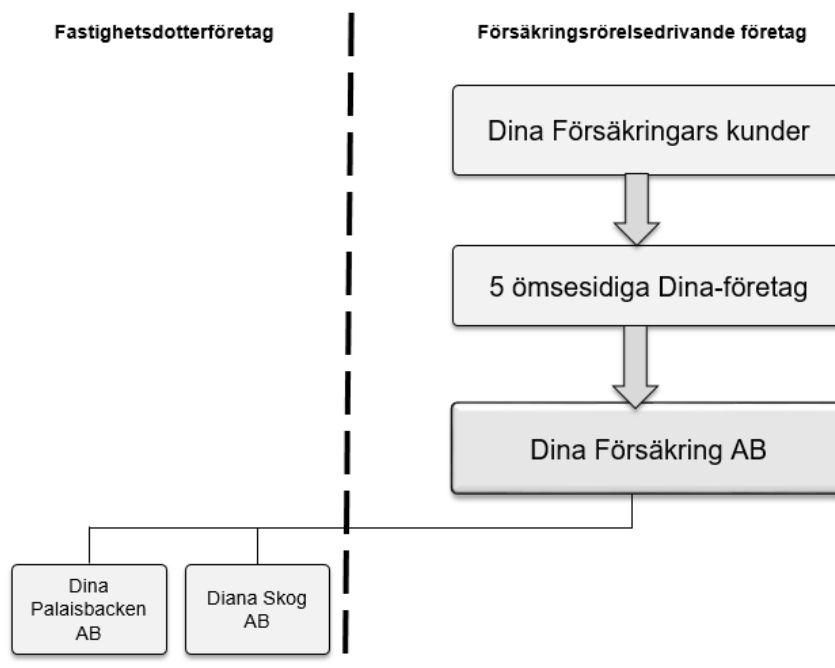 Fastighetsdotterföretag
Försäkringsrörelsedrivande företag
Dina Försäkringars kunder
5 ömsesidiga Dina-företag
Dina Försäkring AB
Dina
Palaisbacken
AB
Diana Skog
AB